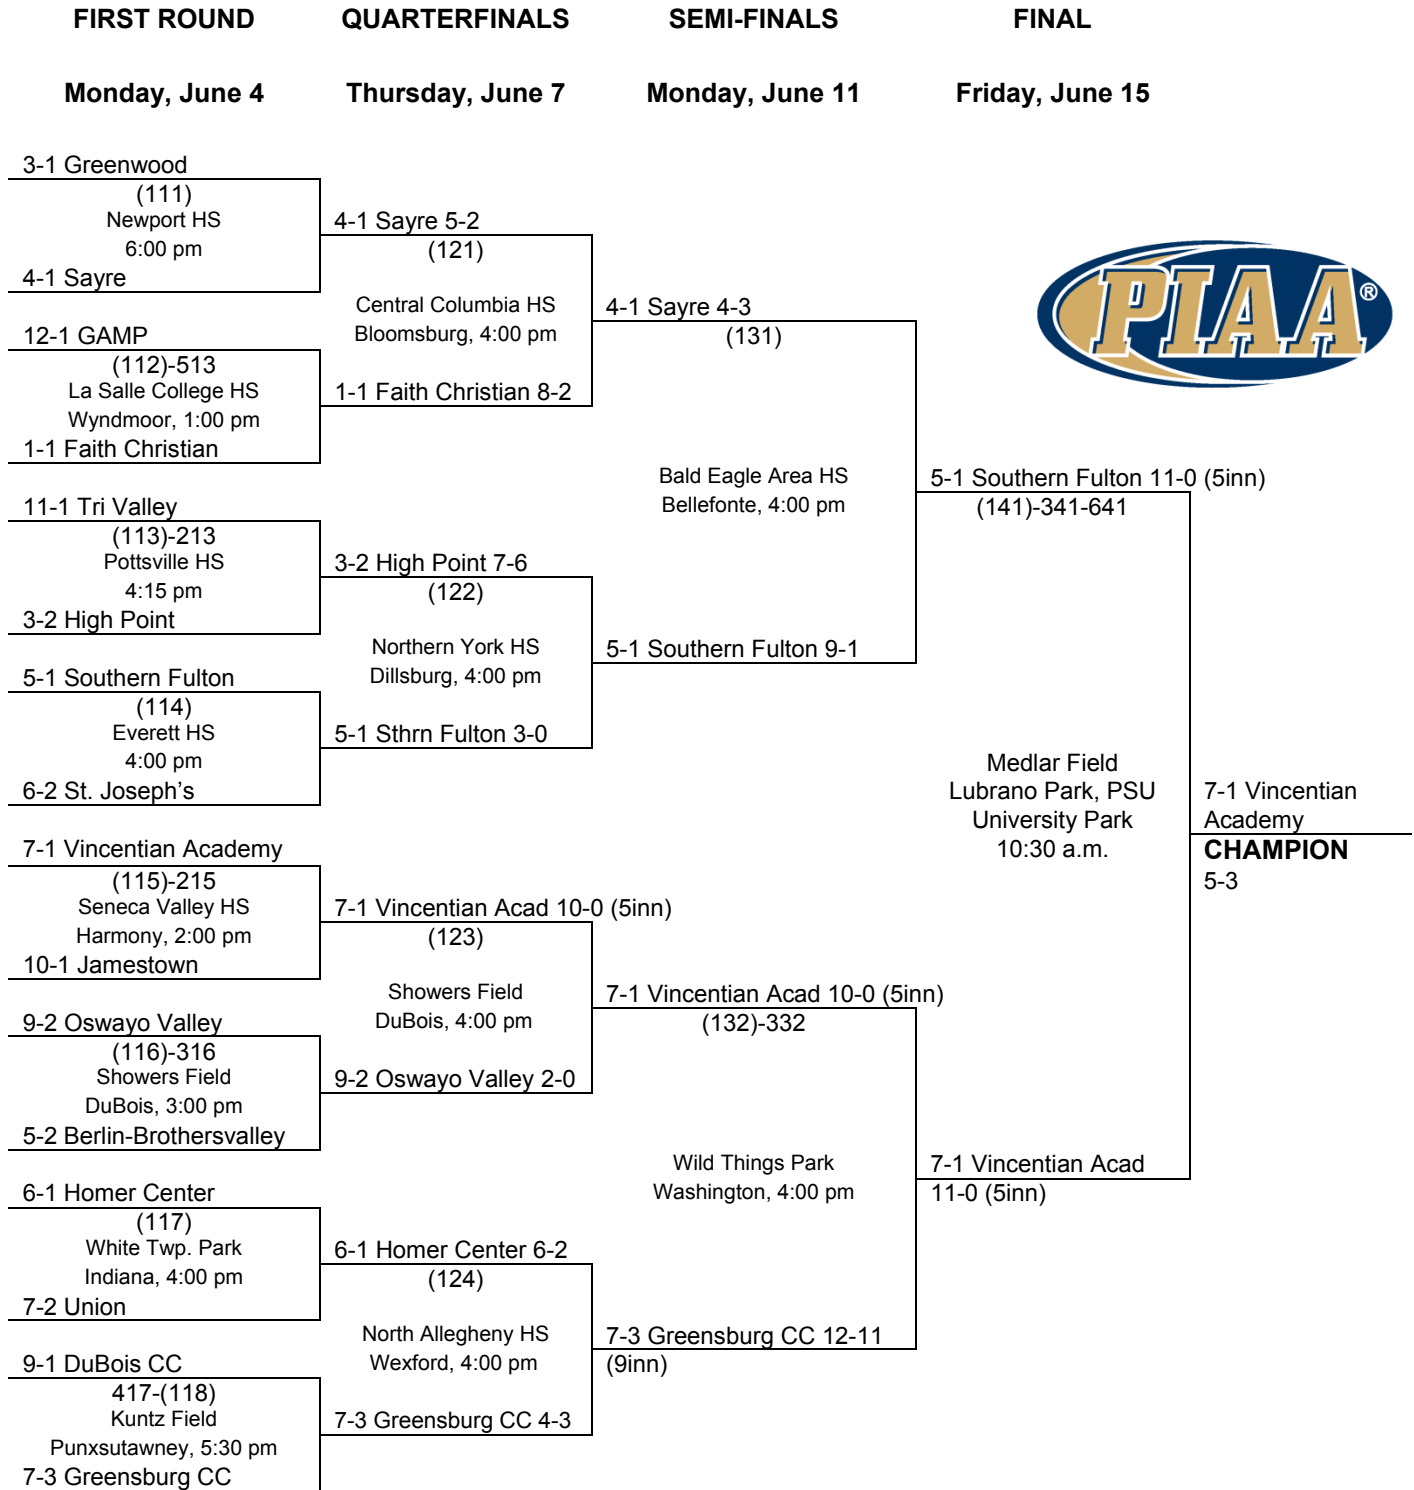 FIRST ROUND
QUARTERFINALS
SEMI-FINALS
FINAL
Monday, June 4
Thursday, June 7
Monday, June 11
Friday, June 15
3-1 Greenwood
(111)
Newport HS
6:00 pm
4-1 Sayre
12-1 GAMP
(112)-513
La Salle College HS
Wyndmoor, 1:00 pm
1-1 Faith Christian
11-1 Tri Valley
(113)-213
Pottsville HS
4:15 pm
3-2 High Point
5-1 Southern Fulton
(114)
Everett HS
4:00 pm
6-2 St. Joseph’s
7-1 Vincentian Academy
(115)-215
Seneca Valley HS
Harmony, 2:00 pm
10-1 Jamestown
9-2 Oswayo Valley
(116)-316
Showers Field
DuBois, 3:00 pm
5-2 Berlin-Brothersvalley
6-1 Homer Center
(117)
White Twp. Park
Indiana, 4:00 pm
7-2 Union
9-1 DuBois CC
417-(118)
Kuntz Field
Punxsutawney, 5:30 pm
7-3 Greensburg CC
4-1 Sayre 5-2
(121)
Central Columbia HS
Bloomsburg, 4:00 pm
1-1 Faith Christian 8-2
3-2 High Point 7-6
(122)
Northern York HS
Dillsburg, 4:00 pm
5-1 Sthrn Fulton 3-0
7-1 Vincentian Acad 10-0 (5inn)
(123)
Showers Field
DuBois, 4:00 pm
9-2 Oswayo Valley 2-0
6-1 Homer Center 6-2
(124)
North Allegheny HS
Wexford, 4:00 pm
7-3 Greensburg CC 4-3
4-1 Sayre 4-3
(131)
Bald Eagle Area HS
Bellefonte, 4:00 pm
5-1 Southern Fulton 9-1
7-1 Vincentian Acad 10-0 (5inn)
(132)-332
Wild Things Park
Washington, 4:00 pm
7-3 Greensburg CC 12-11
(9inn)
PIAA®
5-1 Southern Fulton 11-0 (5inn)
(141)-341-641
Medlar Field
Lubrano Park, PSU
University Park
10:30 a.m.
7-1 Vincentian Acad
11-0 (5inn)
7-1 Vincentian
Academy
CHAMPION
5-3